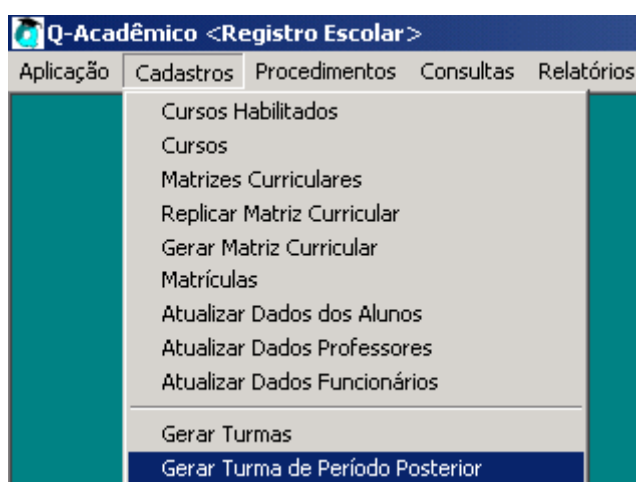 Q-Acadêmico <Registro Escolar>
Aplicação Cadastros Procedimentos Consultas Relatórios
Cursos Habilitados
Cursos
Matrizes Curriculares
Replicar Matriz Curricular
Gerar Matriz Curricular
Matrículas
Atualizar Dados dos Alunos
Atualizar Dados Professores
Atualizar Dados Funcionários
Gerar Turmas
Gerar Turma de Período Posterior